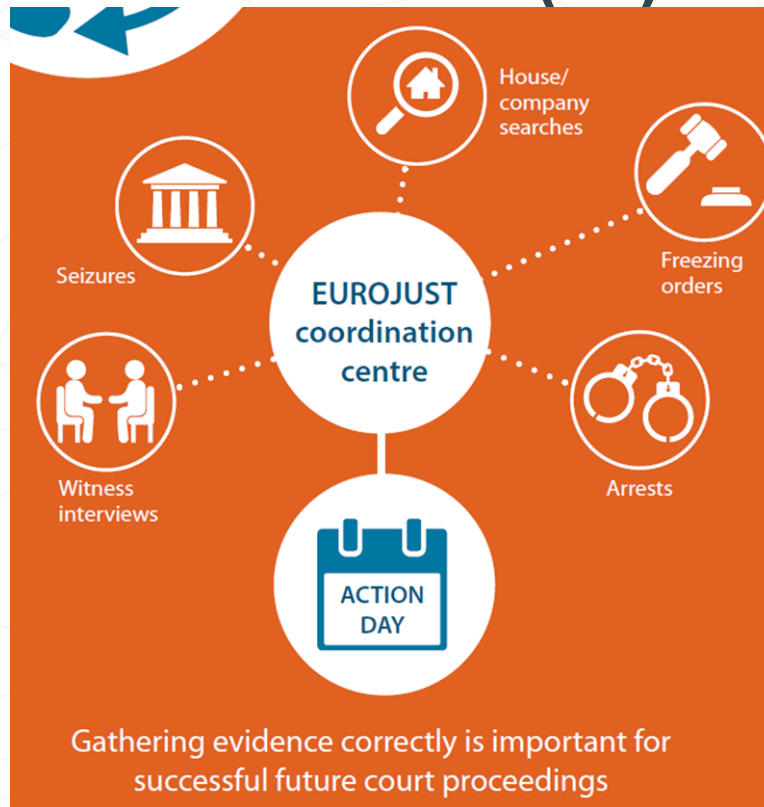 House/
company
searches
Freezing
orders
Seizures
EUROJUST
coordination
centre
Witness
interviews
Arrests
ACTION
DAY
Gathering evidence correctly is important for
successful future court proceedings